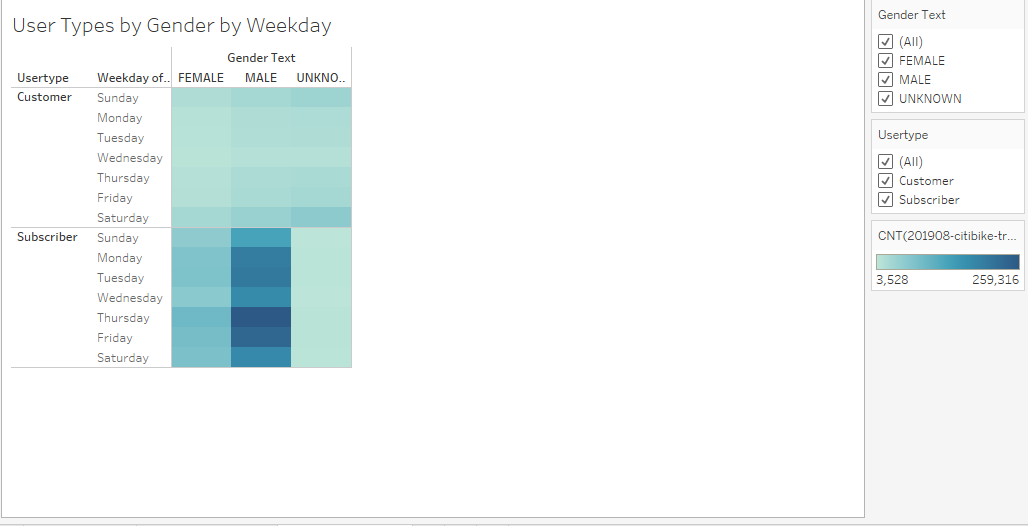 User Types by Gender by Weekday
Gender Text
Usertype Weekday of.. FEMALE MALE UNKNO..
Customer Sunday
Monday
Tuesday
Wednesday
Thursday
Friday
Saturday
Subscriber Sunday
Monday
Tuesday
Wednesday
Thursday
Friday
Saturday
Gender Text
(All)
FEMALE
MALE
UNKNOWN
Usertype
(All)
Customer
Subscriber
CNT(201908-citibike-tr...
3,528 259,316